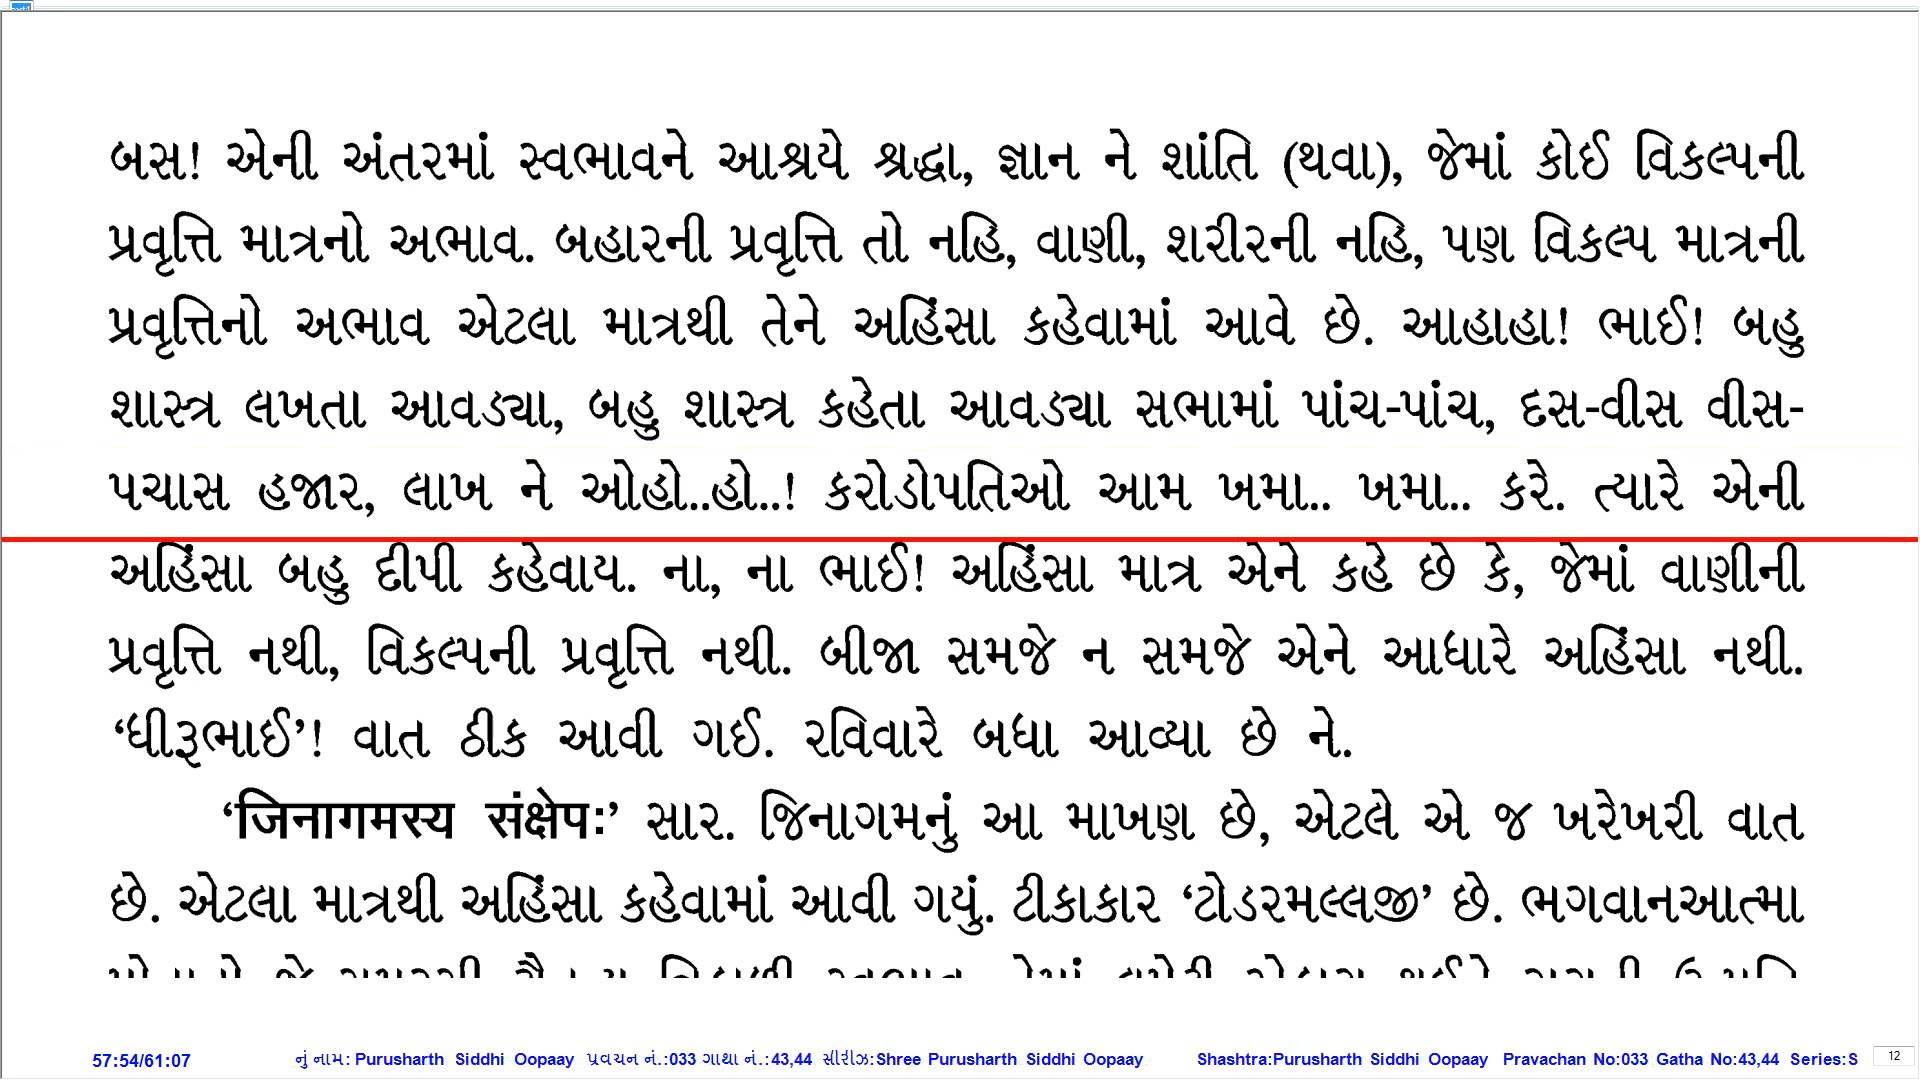 બસ! એની અંતરમાં સ્વભાવને આશ્રયે શ્રદ્ધા, જ્ઞાન ને શાંતિ (થવા), જેમાં કોઈ વિકલ્પની
પ્રવૃત્તિ માત્રનો અભાવ. બહારની પ્રવૃત્તિ તો નહિ, વાણી, શરીરની નહિ, પણ વિકલ્પ માત્રની
પ્રવૃત્તિનો અભાવ એટલા માત્રથી તેને અહિંસા કહેવામાં આવે છે. આહાહા! ભાઈ! બહુ
શાસ્ત્ર લખતા આવડ્યા, બહુ શાસ્ત્ર કહેતા આવડ્યા સભામાં પાંચ-પાંચ, દસ-વીસ વીસ-
પચાસ હજાર, લાખ ને ઓહો..હો..! કરોડોપતિઓ આમ ખમા.. ખમા.. કરે. ત્યારે એની
અહિંસા બહુ દીપી કહેવાય. ના, ના ભાઈ! અહિંસા માત્ર એને કહે છે કે, જેમાં વાણીની
પ્રવૃત્તિ નથી, વિકલ્પની પ્રવૃત્તિ નથી. બીજા સમજે ન સમજે એને આધારે અહિંસા નથી.
‘ધીરૂભાઈ’! વાત ઠીક આવી ગઈ. રવિવારે બધા આવ્યા છે ને.
‘જિનાગમસ્ય સંક્ષેપઃ’ સાર. જિનાગમનું આ માખણ છે, એટલે એ જ ખરેખરી વાત
છે. એટલા માત્રથી અહિંસા કહેવામાં આવી ગયું. ટીકાકાર ‘ટોડરમલ્લજી’ છે. ભગવાનઆત્મા
57:54/61:07 નું નામ: Purusharth Siddhi Oopaay પ્રવચન નં.:033 ગાથા નં.:43,44 સીરીઝ:Shree Purusharth Siddhi Oopaay Shashtra:Purusharth Siddhi Oopaay Pravachan No:033 Gatha No:43,44 Series:S 12